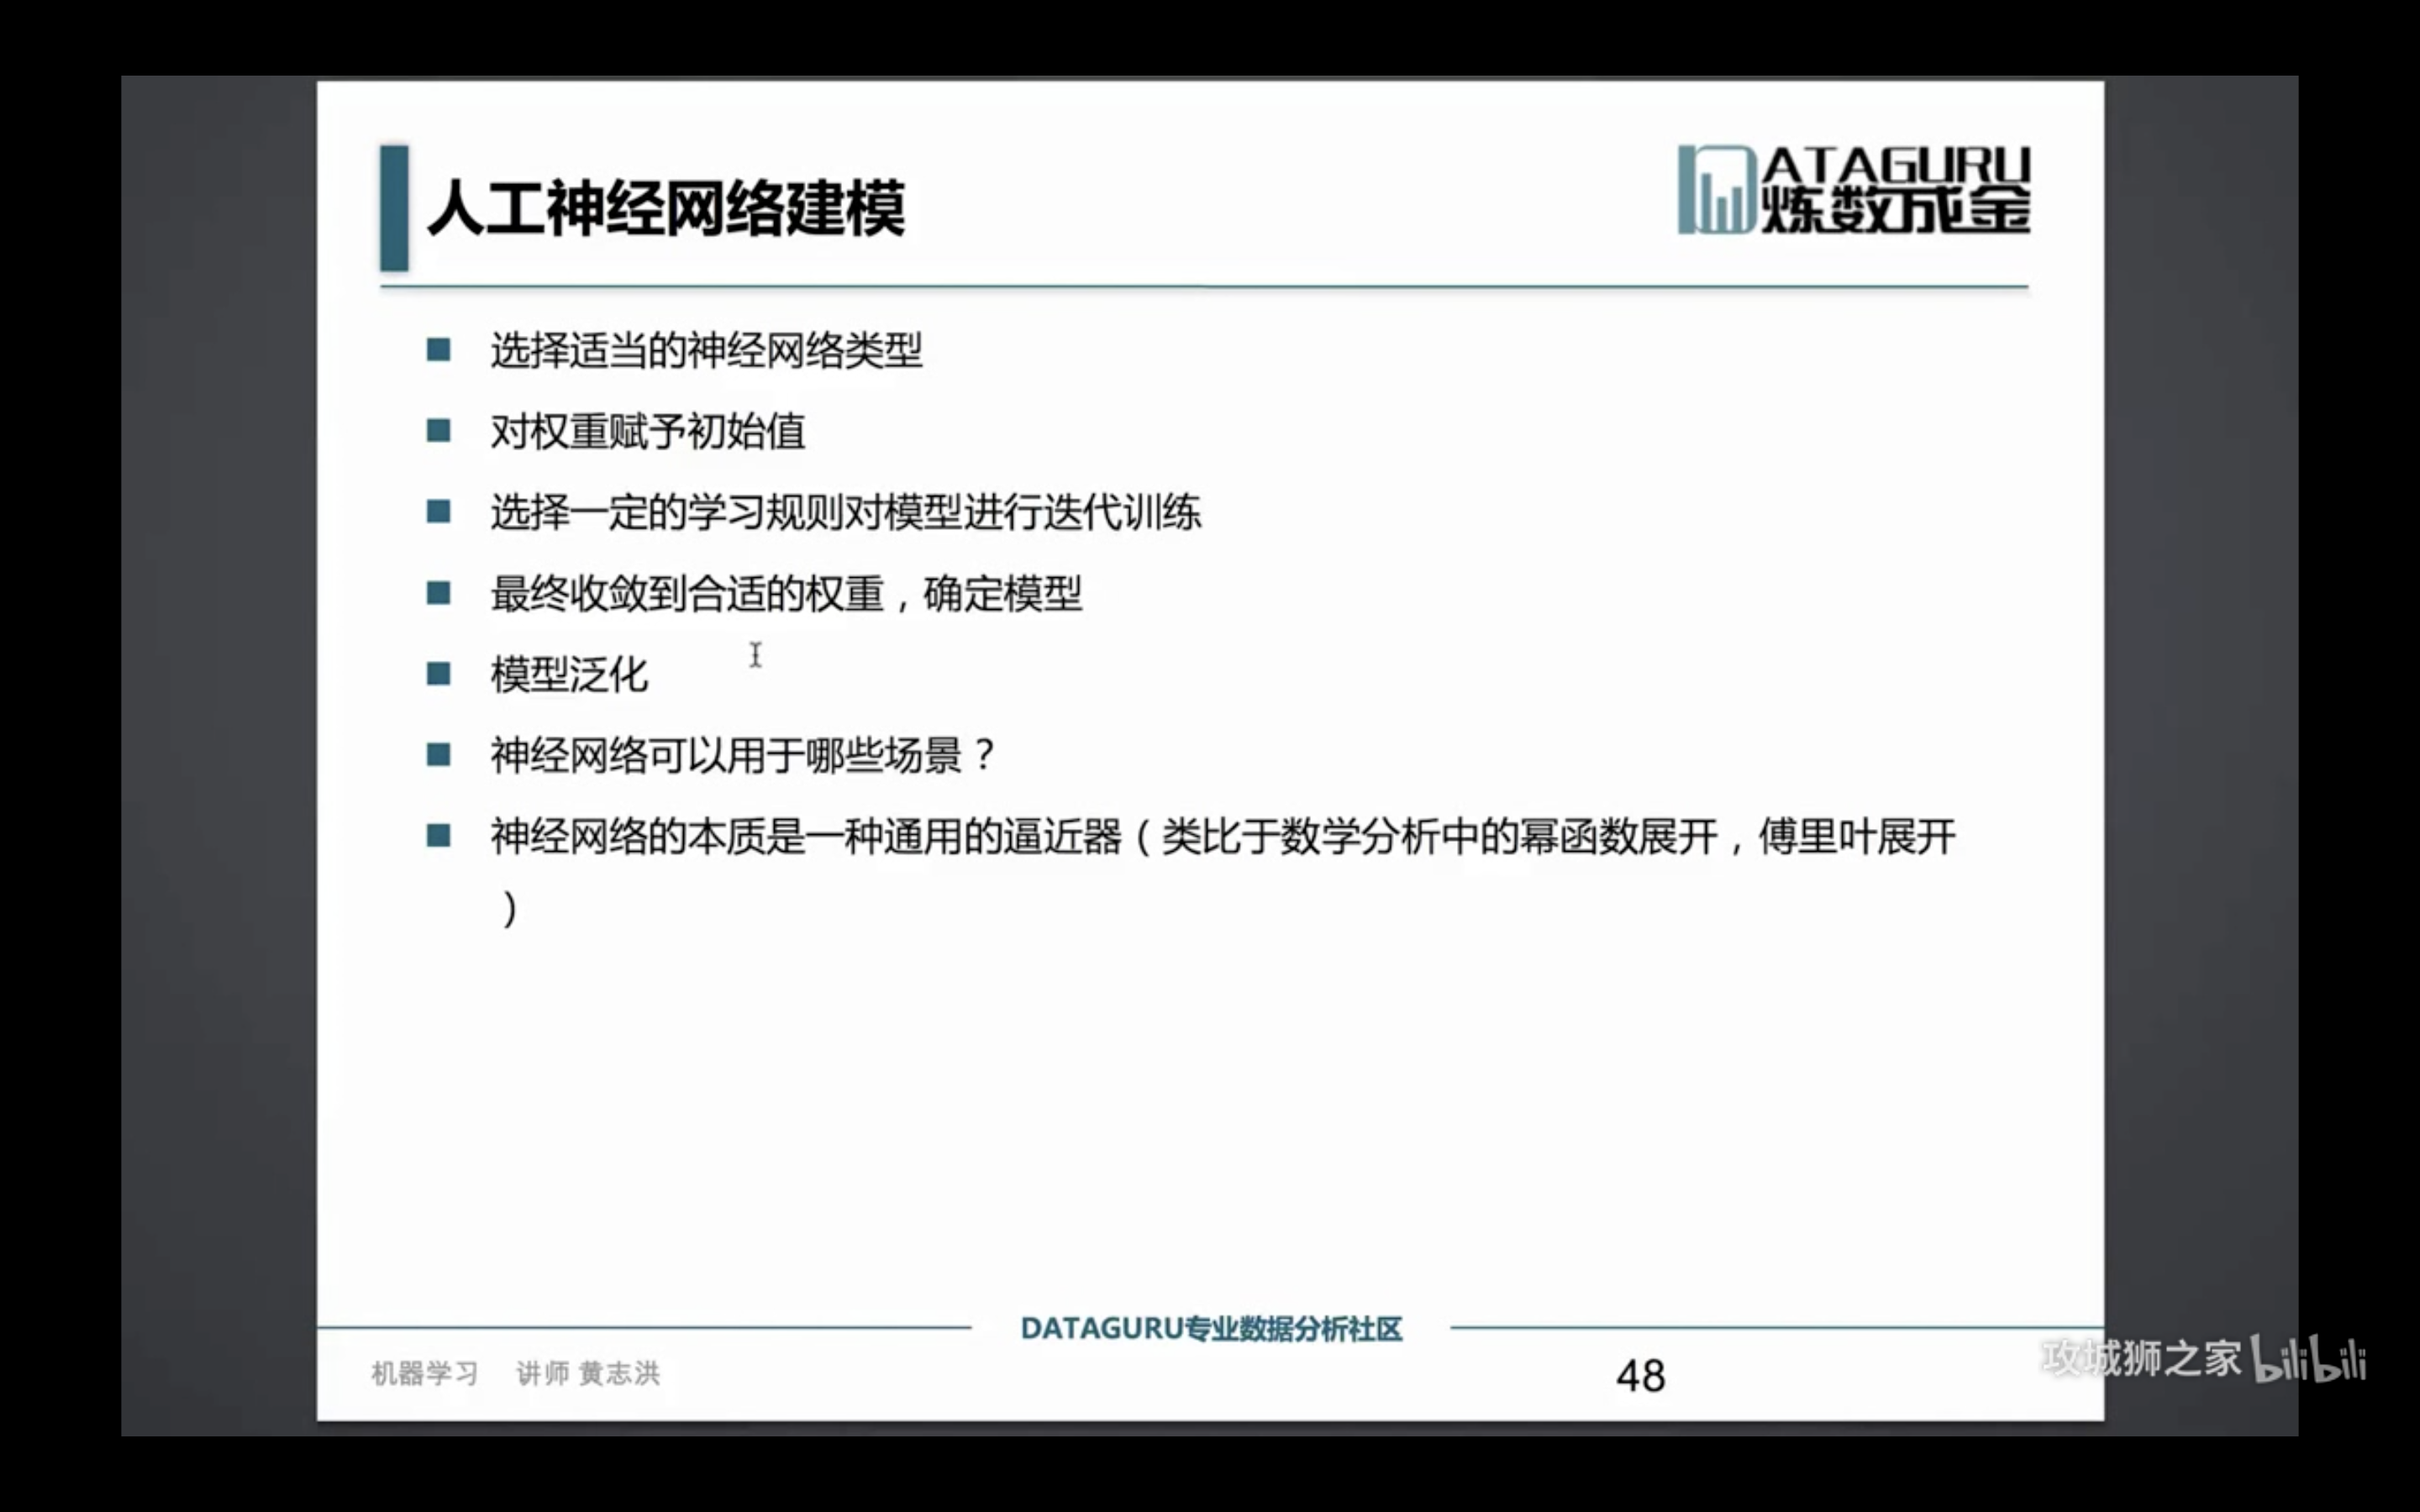 人工神经网络建模
ATAGURU
炼数成金
选择适当的神经网络类型
对权重赋予初始值
选择一定的学习规则对模型进行迭代训练
最终收敛到合适的权重，确定模型
模型泛化
神经网络可以用于哪些场景？
神经网络的本质是一种通用的逼近器（类比于数学分析中的幂函数展开，傅里叶展开
）
DATAGURU专业数据分析社区
机器学习 讲师 黄志洪
48
攻城狮之家 bilibili